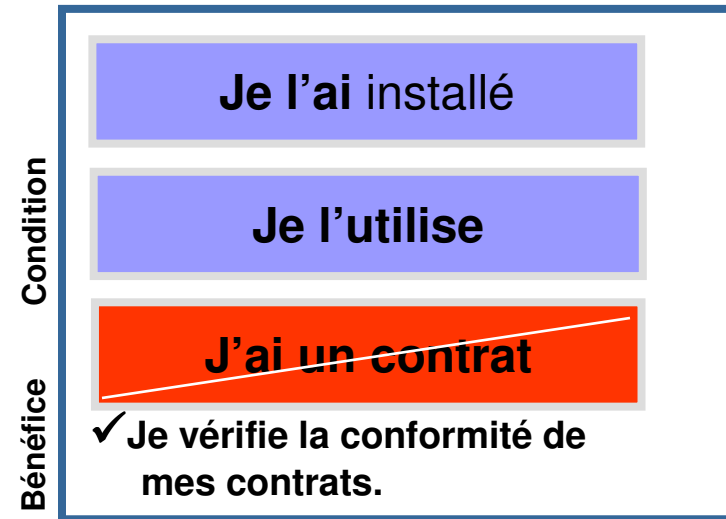 Condition
Je l’ai installé
Je l’utilise
J’ai un contrat
Bénéfice
✓Je vérifie la conformité de
mes contrats.